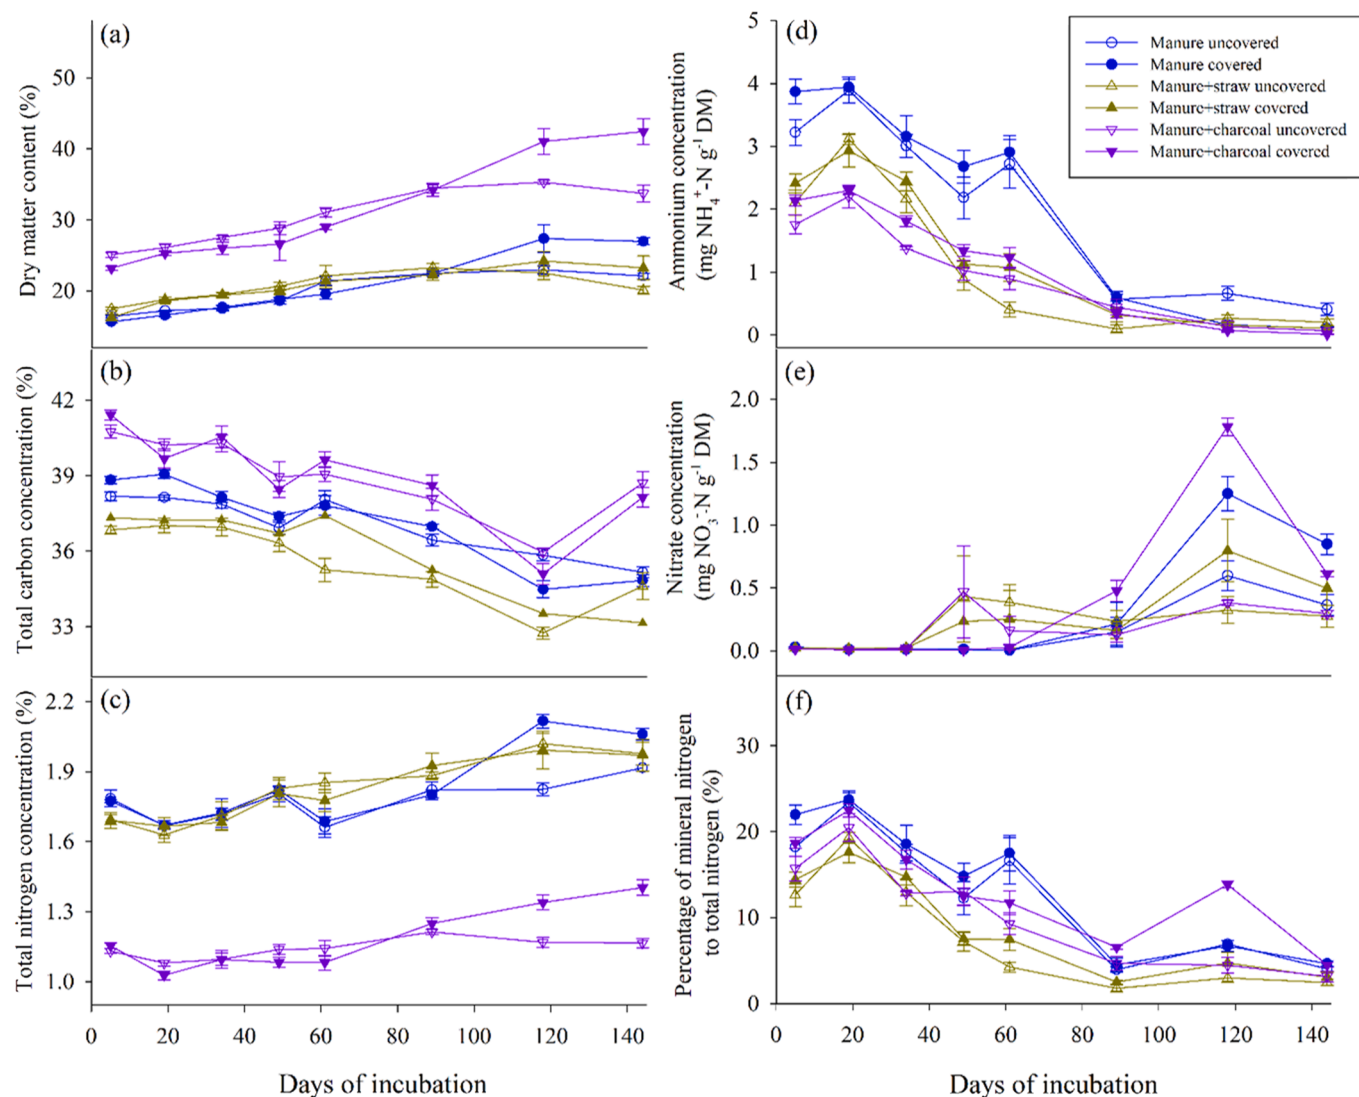 (a)
Dry mater content (%)
50
40
30
20
(b)
Total carbon concentration (%)
42
39
36
33
(c)
Total nitrogen concentration (%)
2.2
1.9
1.6
1.3
1.0
0
20
40
60
80
100
120
140
Days of incubation
(d)
Ammonium concentration
(mg NH₄⁺-N g⁻¹ DM)
5
4
3
2
1
0
Manure uncovered
Manure covered
Manure+straw uncovered
Manure+straw covered
Manure+charcoal uncovered
Manure+charcoal covered
(e)
Nitrate concentration
(mg NO₃⁻-N g⁻¹ DM)
2.0
1.5
1.0
0.5
0.0
(f)
Percentage of mineral nitrogen
to total nitrogen (%)
30
20
10
0
0
20
40
60
80
100
120
140
Days of incubation